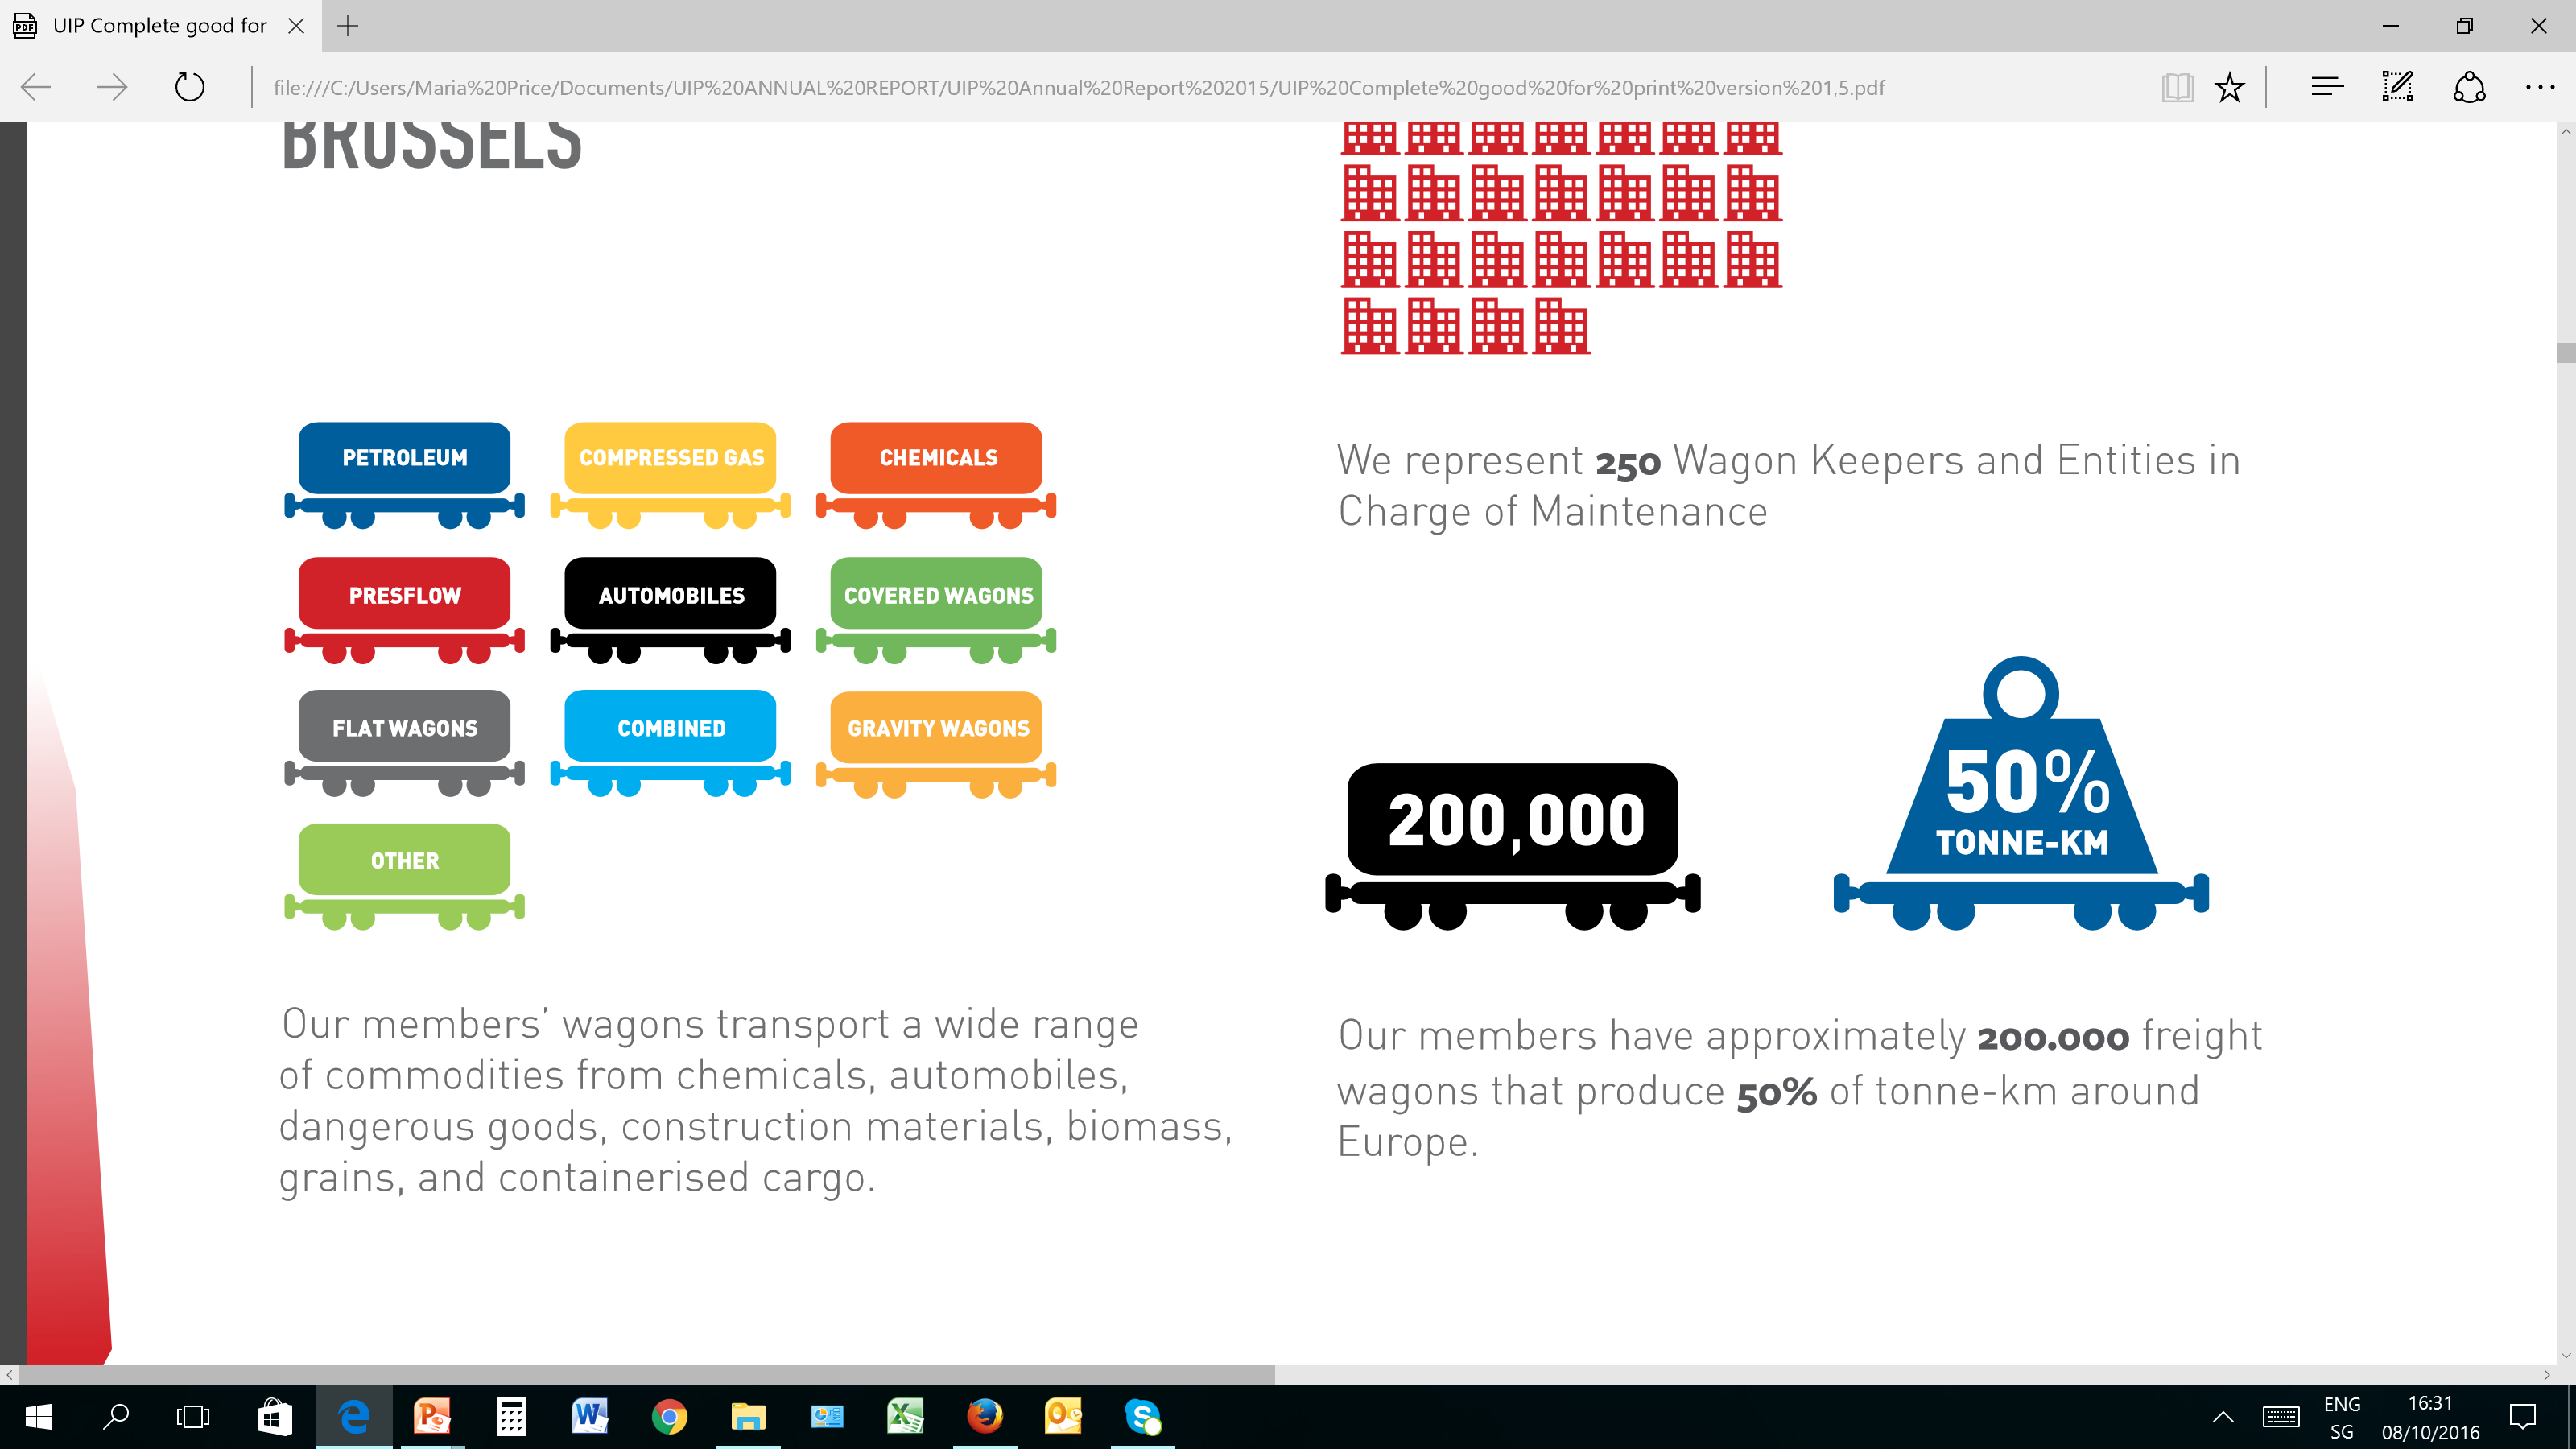 UIP Complete good for
file:///C:/Users/Maria%20Price/Documents/UIP%20ANNUAL%20REPORT/UIP%20Annual%20Report%202015/UIP%20Complete%20good%20for%20print%20version%201,5.pdf
BRUSSELS
PETROLEUM
COMPRESSED GAS
CHEMICALS
PRESFLOW
AUTOMOBILES
COVERED WAGONS
FLAT WAGONS
COMBINED
GRAVITY WAGONS
OTHER
Our members’ wagons transport a wide range
of commodities from chemicals, automobiles,
dangerous goods, construction materials, biomass,
grains, and containerised cargo.
We represent 250 Wagon Keepers and Entities in
Charge of Maintenance
200,000
50%
TONNE-KM
Our members have approximately 200.000 freight
wagons that produce 50% of tonne-km around
Europe.
ENG
SG
16:31
08/10/2016